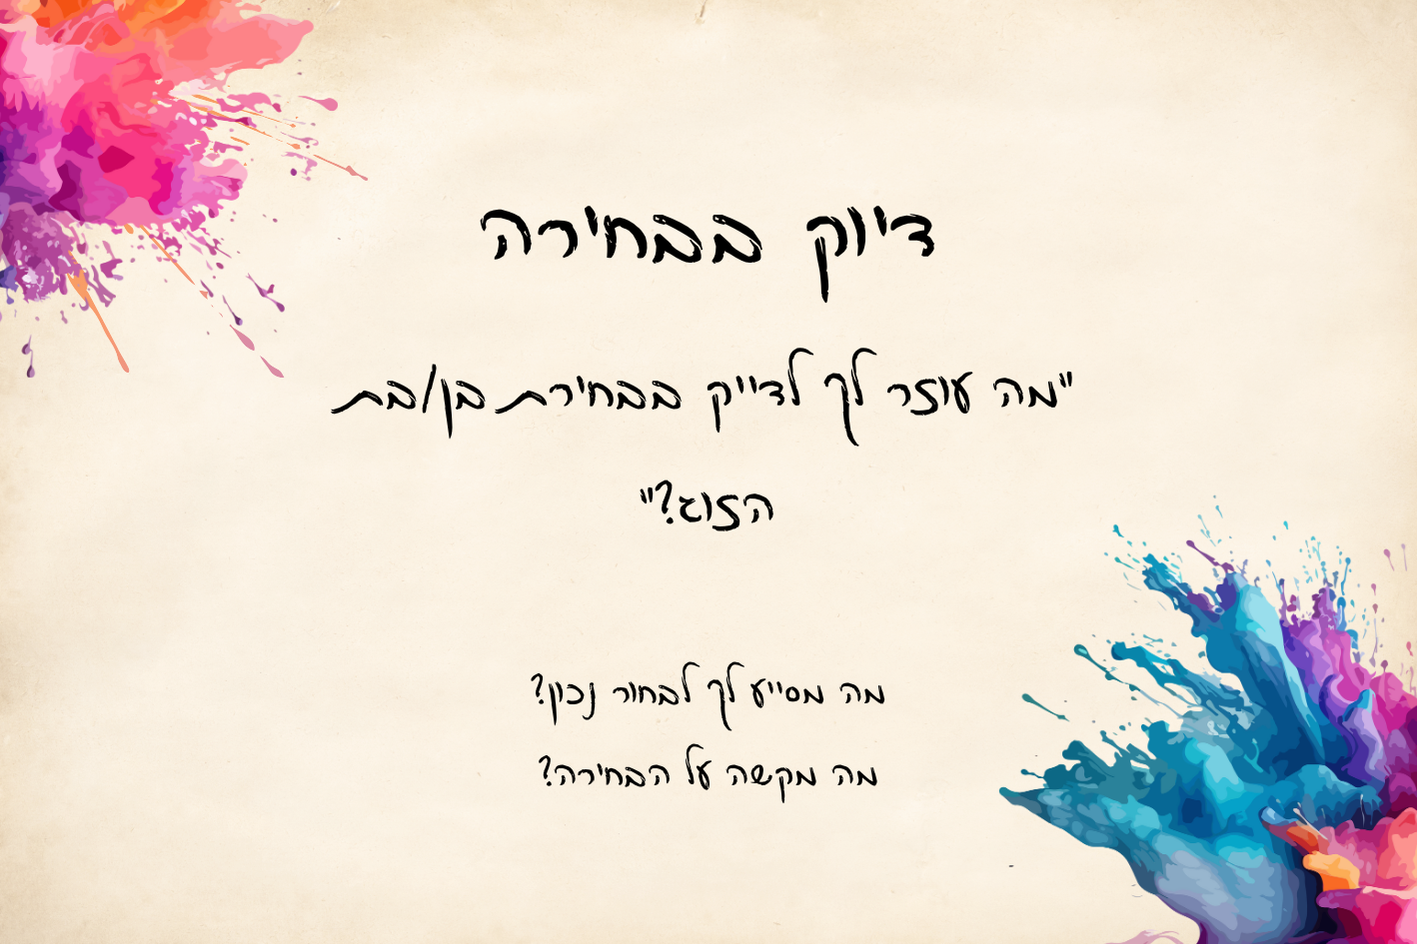 דיוק בבחירה
"מה עוזר לך לדייק בבחירת בן/בת
הזוג?"
מה מסייע לך לבחור נכון?
מה מקשה על הבחירה?